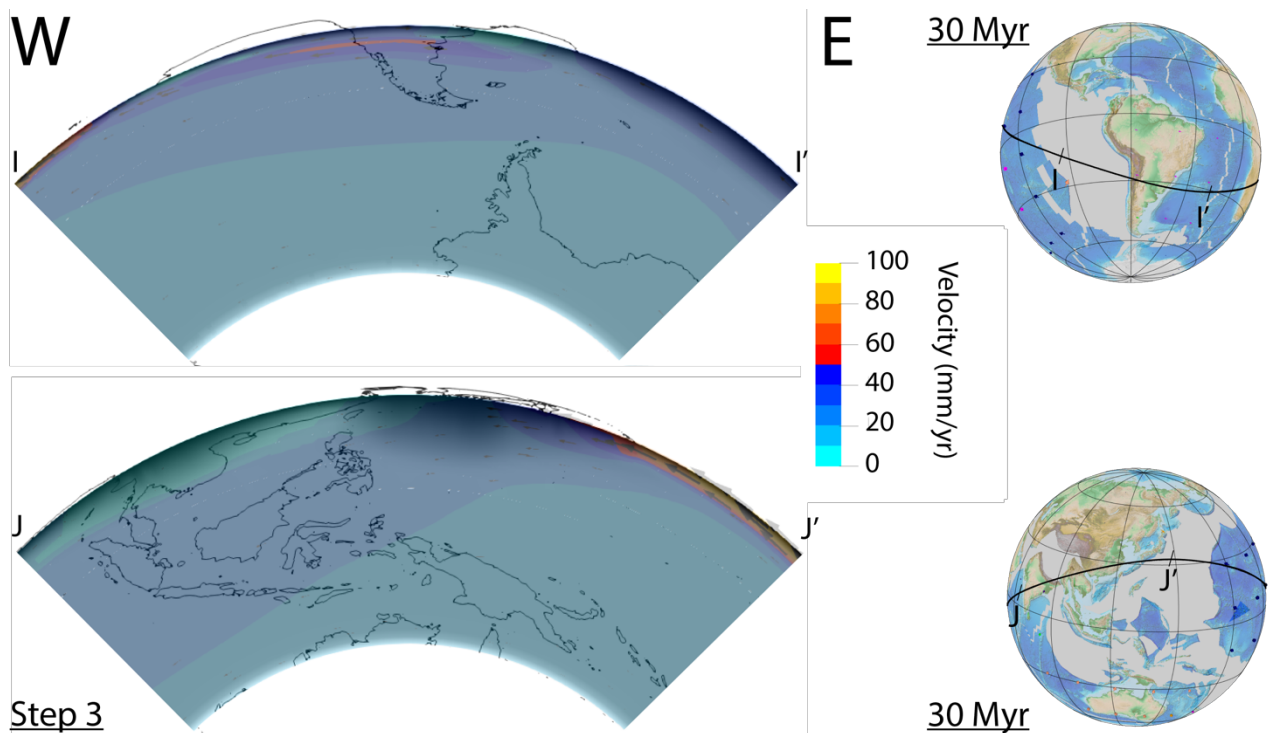 W
E
30 Myr
I
I’
I
I’
100
80
60
40
20
0
Velocity (mm/yr)
J
J’
J
J’
Step 3
30 Myr